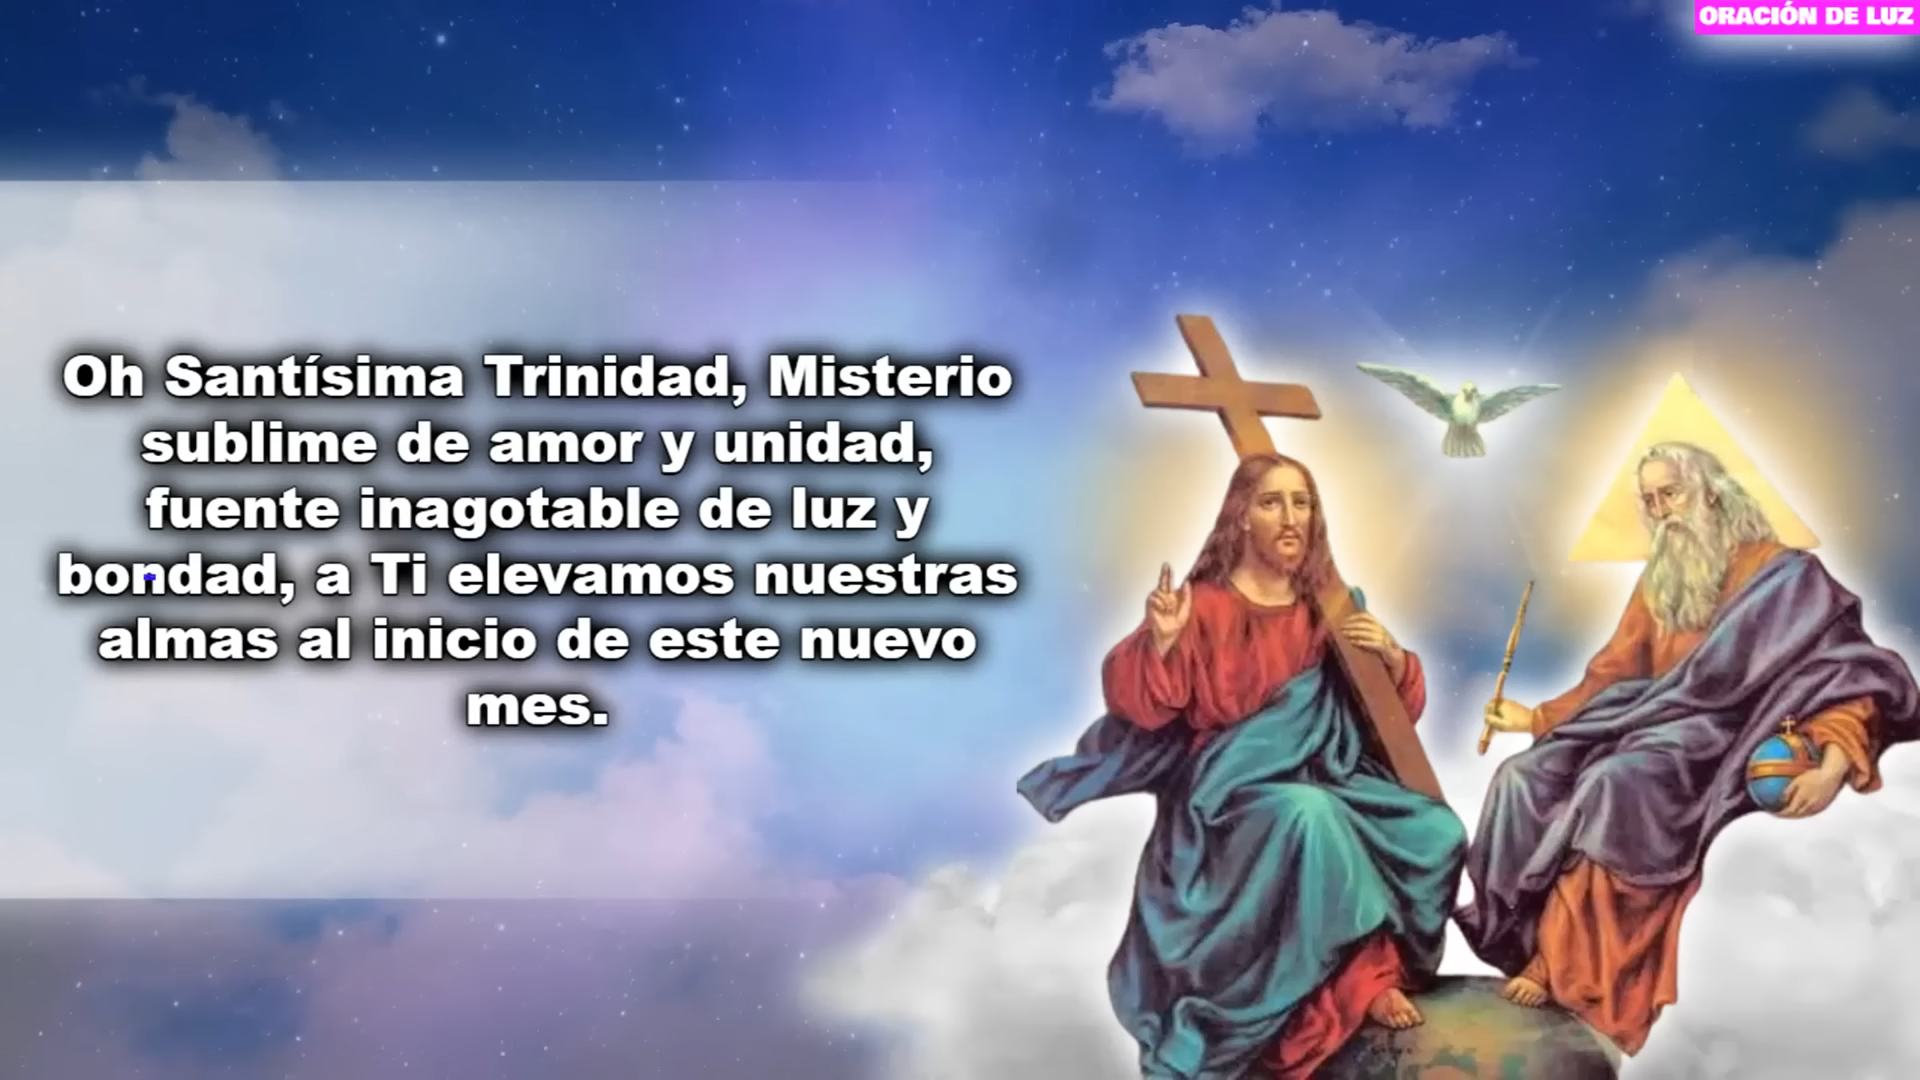 ORACIÓN DE LUZ
Oh Santísima Trinidad, Misterio
sublime de amor y unidad,
fuente inagotable de luz y
bondad, a Ti elevamos nuestras
almas al inicio de este nuevo
mes.